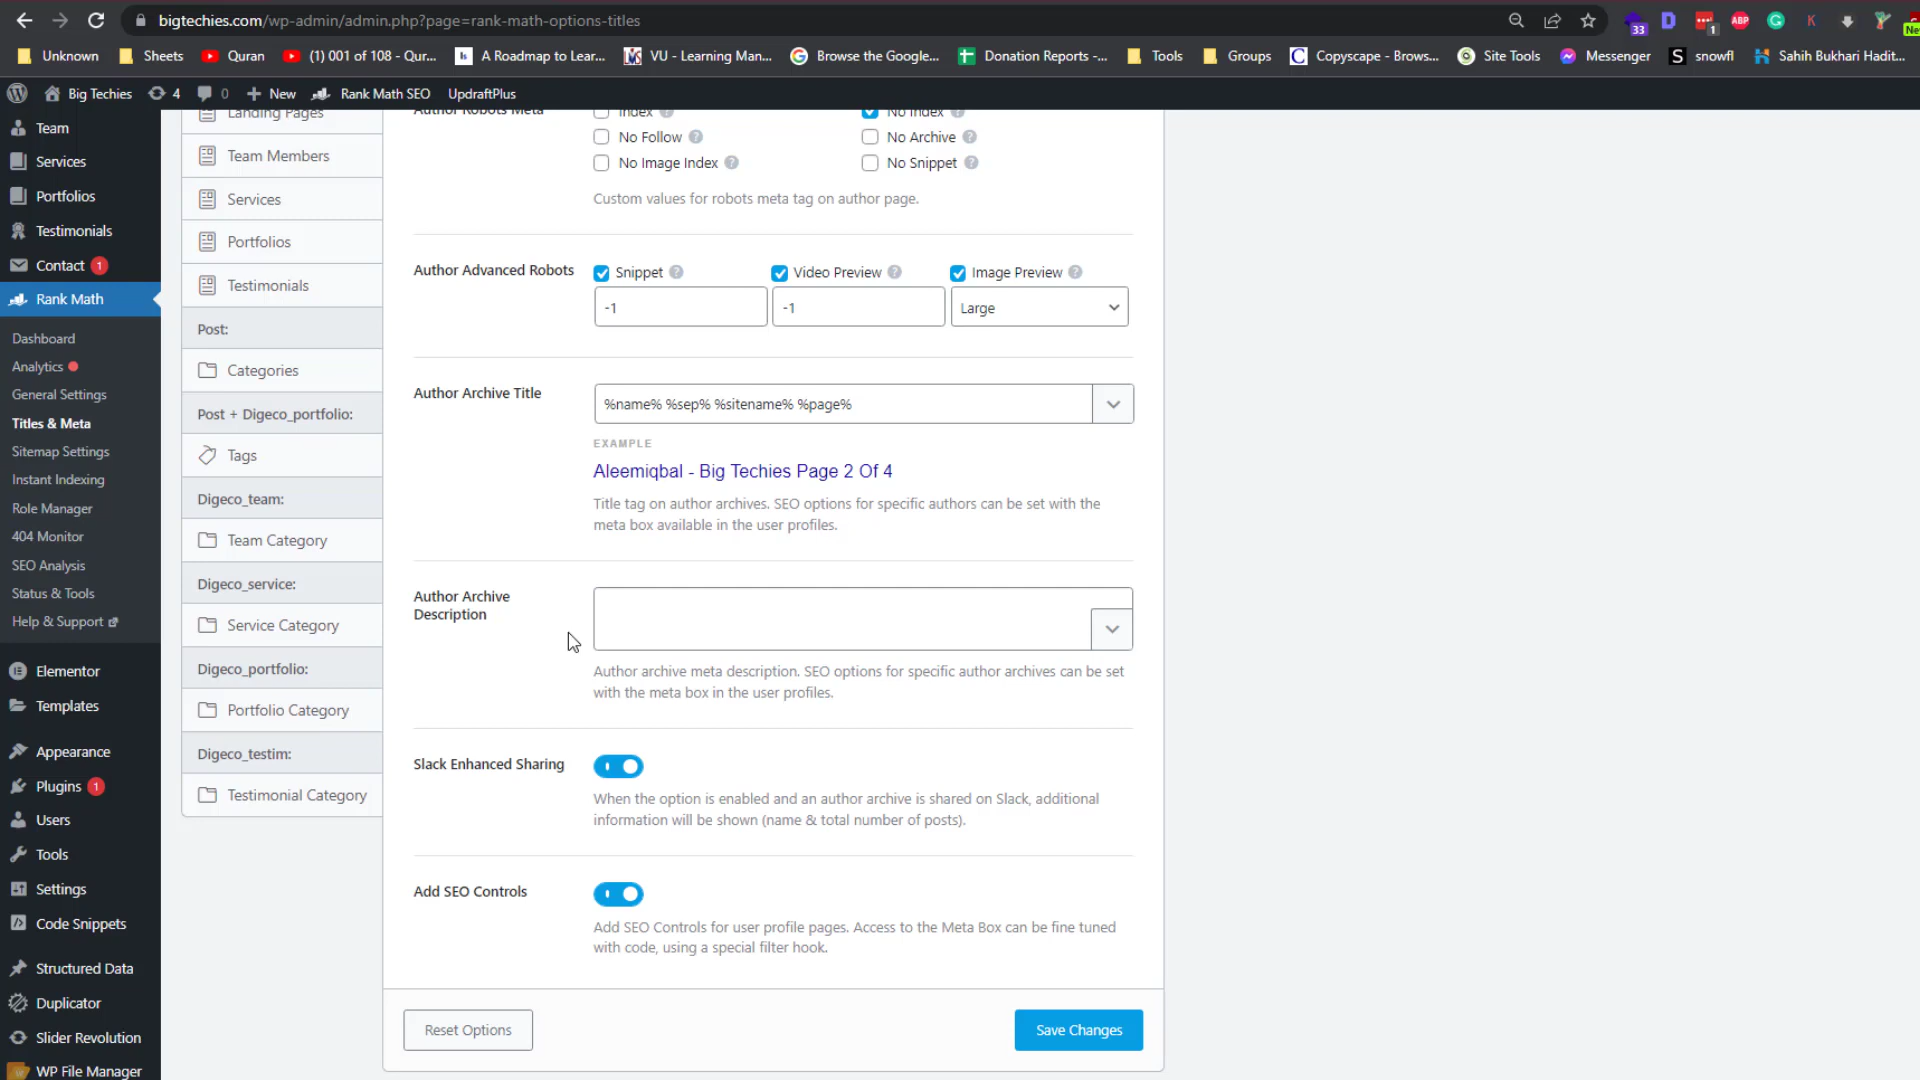 bigtechies.com/wp-admin/admin.php?page=rank-math-options-titles
33
1
ABP
Ne
Unknown
Sheets
Quran
(1) 001 of 108 - Qur...
A Roadmap to Lear...
VU - Learning Man...
Browse the Google...
Donation Reports -...
Tools
Groups
Copyscape - Brows...
Site Tools
Messenger
snowfl
Sahih Bukhari Hadit...
Big Techies
4
0
New
Rank Math SEO
UpdraftPlus
Team
Services
Portfolios
Testimonials
Contact 1
Rank Math
Dashboard
Analytics
General Settings
Titles & Meta
Sitemap Settings
Instant Indexing
Role Manager
404 Monitor
SEO Analysis
Status & Tools
Help & Support
Elementor
Templates
Appearance
Plugins 1
Users
Tools
Settings
Code Snippets
Structured Data
Duplicator
Slider Revolution
WP File Manager
Landing Pages
Team Members
Services
Portfolios
Testimonials
Post:
Categories
Post + Digeco_portfolio:
Tags
Digeco_team:
Team Category
Digeco_service:
Service Category
Digeco_portfolio:
Portfolio Category
Digeco_testim:
Testimonial Category
Author Robots Meta
Index
No Index
No Follow
No Archive
No Image Index
No Snippet
Custom values for robots meta tag on author page.
Author Advanced Robots
Snippet
Video Preview
Image Preview
-1
-1
Large
Author Archive Title
%name% %sep% %sitename% %page%
EXAMPLE
Aleemiqbal - Big Techies Page 2 Of 4
Title tag on author archives. SEO options for specific authors can be set with the
meta box available in the user profiles.
Author Archive
Description
Author archive meta description. SEO options for specific author archives can be set
with the meta box in the user profiles.
Slack Enhanced Sharing
When the option is enabled and an author archive is shared on Slack, additional
information will be shown (name & total number of posts).
Add SEO Controls
Add SEO Controls for user profile pages. Access to the Meta Box can be fine tuned
with code, using a special filter hook.
Reset Options
Save Changes